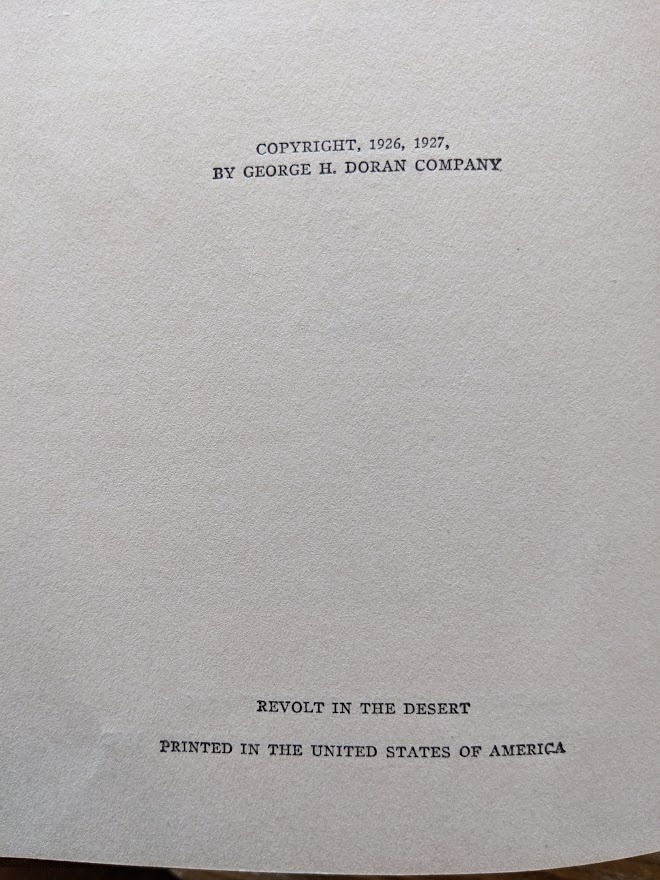 COPYRIGHT, 1926, 1927,
BY GEORGE H. DORAN COMPANY
REVOLT IN THE DESERT
PRINTED IN THE UNITED STATES OF AMERICA